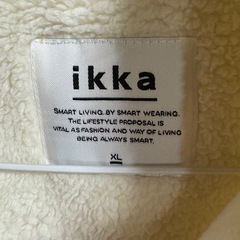 ikka
SMART LIVING. BY SMART WEARING.
THE LIFESTYLE PROPOSAL IS
VITAL AS FASHION AND WAY OF LIVING
BEING ALWAYS SMART.
XL